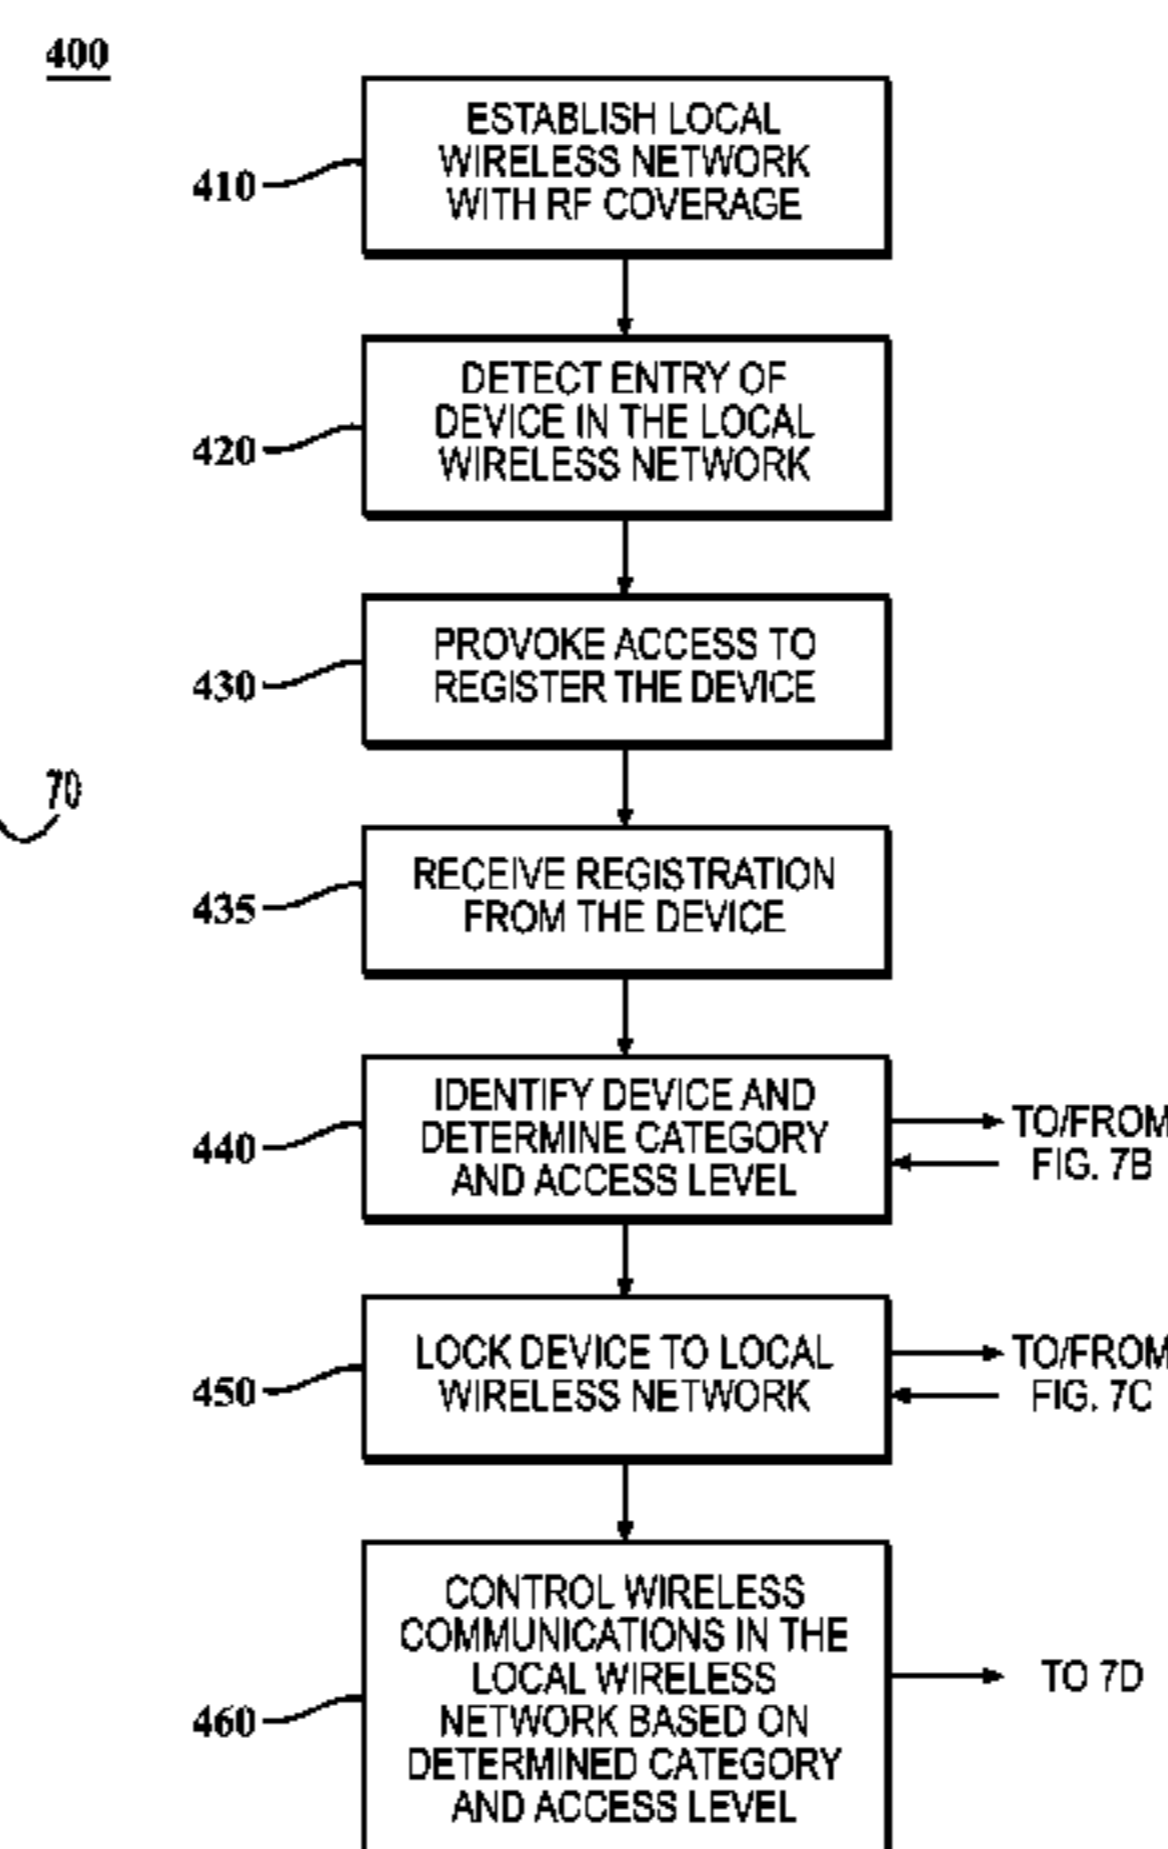 400
ESTABLISH LOCAL
WIRELESS NETWORK
WITH RF COVERAGE
410
DETECT ENTRY OF
DEVICE IN THE LOCAL
WIRELESS NETWORK
420
PROVOKE ACCESS TO
REGISTER THE DEVICE
430
70
RECEIVE REGISTRATION
FROM THE DEVICE
435
IDENTIFY DEVICE AND
DETERMINE CATEGORY
AND ACCESS LEVEL
440
TO/FROM
FIG. 7B
LOCK DEVICE TO LOCAL
WIRELESS NETWORK
450
TO/FROM
FIG. 7C
CONTROL WIRELESS
COMMUNICATIONS IN THE
LOCAL WIRELESS
NETWORK BASED ON
DETERMINED CATEGORY
AND ACCESS LEVEL
460
TO 7D